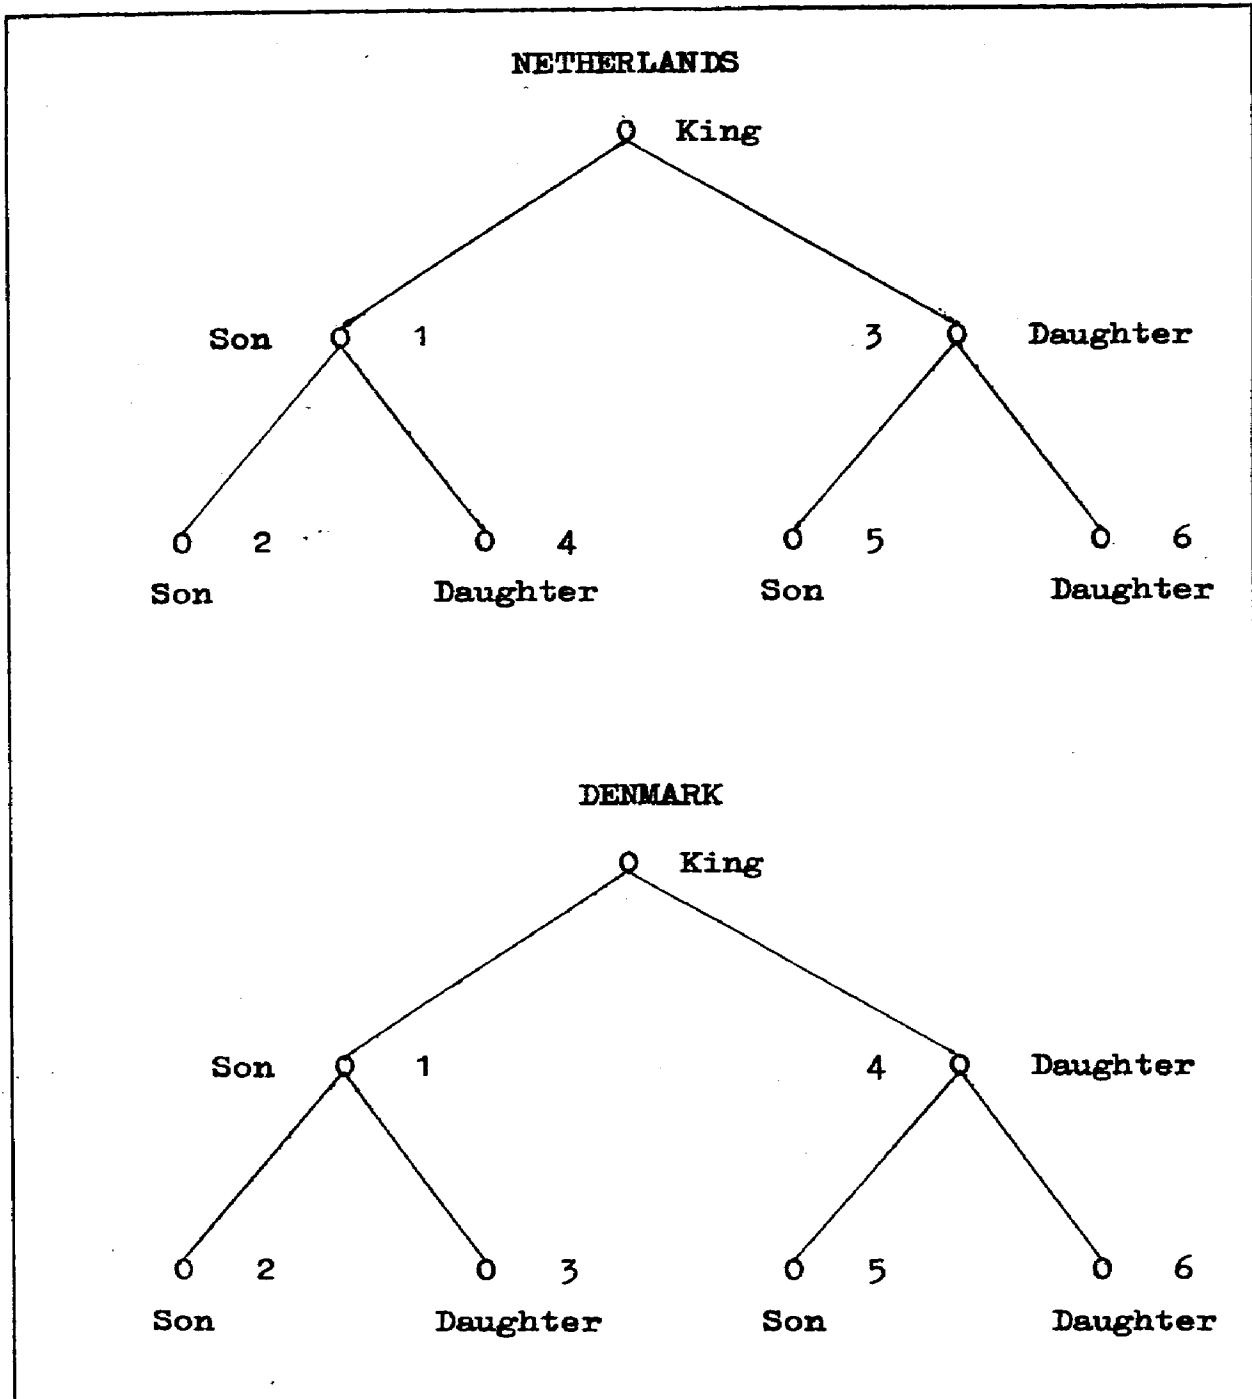 NETHERLANDS
King
Son 1 3 Daughter
2 4 5 6
Son Daughter Son Daughter
DENMARK
King
Son 1 4 Daughter
2 3 5 6
Son Daughter Son Daughter